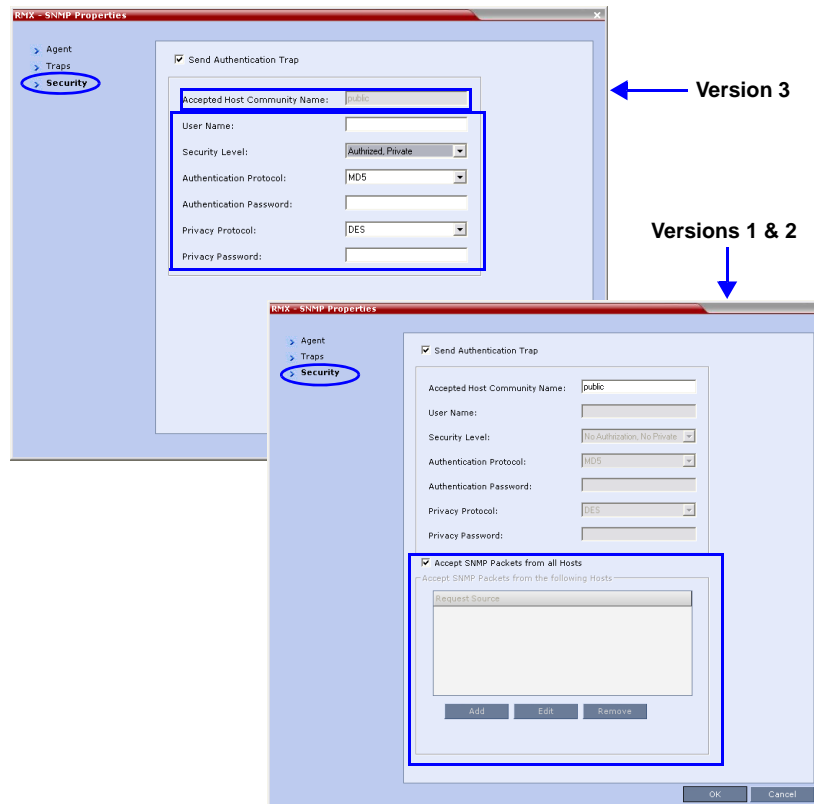 RMX - SNMP Properties
Agent
Traps
Security
Send Authentication Trap
Accepted Host Community Name: public
User Name:
Security Level: Authrized, Private
Authentication Protocol: MD5
Authentication Password:
Privacy Protocol: DES
Privacy Password:
Version 3
Versions 1 & 2
RMX - SNMP Properties
Agent
Traps
Security
Send Authentication Trap
Accepted Host Community Name: public
User Name:
Security Level: No Authrization, No Private
Authentication Protocol: MD5
Authentication Password:
Privacy Protocol: DES
Privacy Password:
Accept SNMP Packets from all Hosts
Accept SNMP Packets from the following Hosts
Request Source
Add Edit Remove
OK Cancel